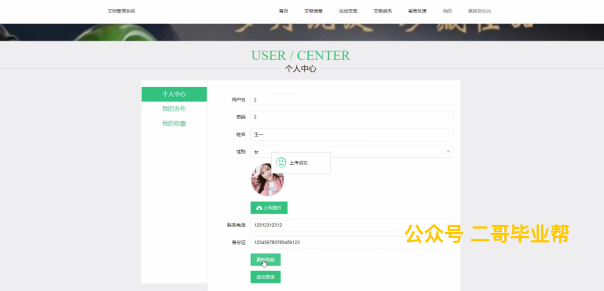 文物管理系统 首页 文物信息 论坛交流 文物资讯 留言反馈 我的 跳转到后台
USER / CENTER
个人中心
个人中心
我的发布
我的收藏
用户名 2
密码 2
姓名 王一
性别 女
上传成功
上传图片
联系电话 12312312312
身份证
更新信息
退出登录
公众号 二哥毕业帮